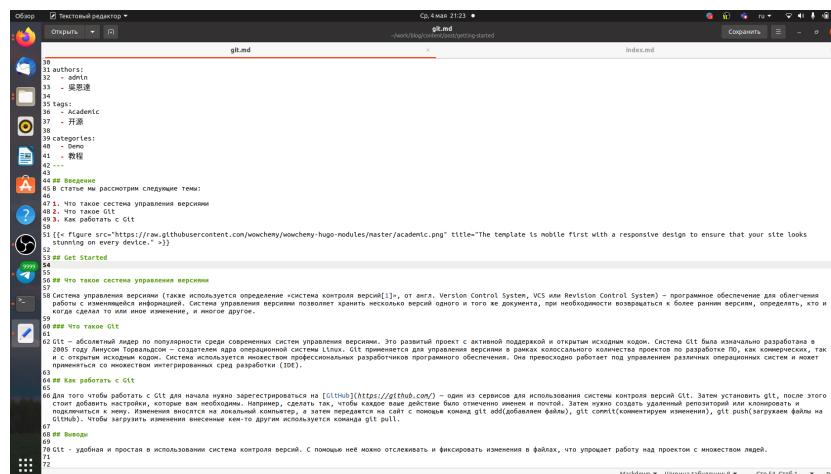 Обзор Текстовый редактор Ср, 4 мая 21:23 ru
Открыть git.md Сохранить
~/work/blog/content/post/getting-started
git.md × index.md
30
31 authors:
32 - admin
33 - 吳恩達
34
35 tags:
36 - Academic
37 - 开源
38
39 categories:
40 - Demo
41 - 教程
42 ---
43
44 ## Введение
45 В статье мы рассмотрим следующие темы:
46
47 1. Что такое сестема управления версиями
48 2. Что такое Git
49 3. Как работать с Git
50
51 {{< figure src="https://raw.githubusercontent.com/wowchemy/wowchemy-hugo-modules/master/academic.png" title="The template is mobile first with a responsive design to ensure that your site looks
stunning on every device." >}}
52
53 ## Get Started
54
55
56 ## Что такое сестема управления версиями
57
58 Система управления версиями (также используется определение «система контроля версий[1]», от англ. Version Control System, VCS или Revision Control System) — программное обеспечение для облегчения
работы с изменяющейся информацией. Система управления версиями позволяет хранить несколько версий одного и того же документа, при необходимости возвращаться к более ранним версиям, определять, кто и
когда сделал то или иное изменение, и многое другое.
59
60 ### Что такое Git
61
62 Git — абсолютный лидер по популярности среди современных систем управления версиями. Это развитый проект с активной поддержкой и открытым исходным кодом. Система Git была изначально разработана в
2005 году Линусом Торвальдсом — создателем ядра операционной системы Linux. Git применяется для управления версиями в рамках колоссального количества проектов по разработке ПО, как коммерческих, так
и с открытым исходным кодом. Система используется множеством профессиональных разработчиков программного обеспечения. Она превосходно работает под управлением различных операционных систем и может
применяться со множеством интегрированных сред разработки (IDE).
63
64 ## Как работать с Git
65
66 Для того чтобы работать с Git для начала нужно зарегестрироваться на [GitHub](https://github.com/) — один из сервисов для использования системы контроля версий Git. Затем установить git, после этого
стоит добавить настройки, которые вам необходимы. Например, сделать так, чтобы каждое ваше действие было отмечено именем и почтой. Затем нужно создать удаленный репозиторий или клонировать и
подключиться к нему. Изменения вносятся на локальный компьютер, а затем передаются на сайт с помощью команд git add(добавляем файлы), git commit(комментируем изменения), git push(загружаем файлы на
GitHub). Чтобы загрузить изменения внесенные кем-то другим используется команда git pull.
67
68 ## Выводы
69
70 Git - удобная и простая в использовании система контроля версий. С помощью неё можно отслеживать и фиксировать изменения в файлах, что упрощает работу над проектом с множеством людей.
71
72
Markdown Ширина табуляции: 8 Стр 54, Стлб 1